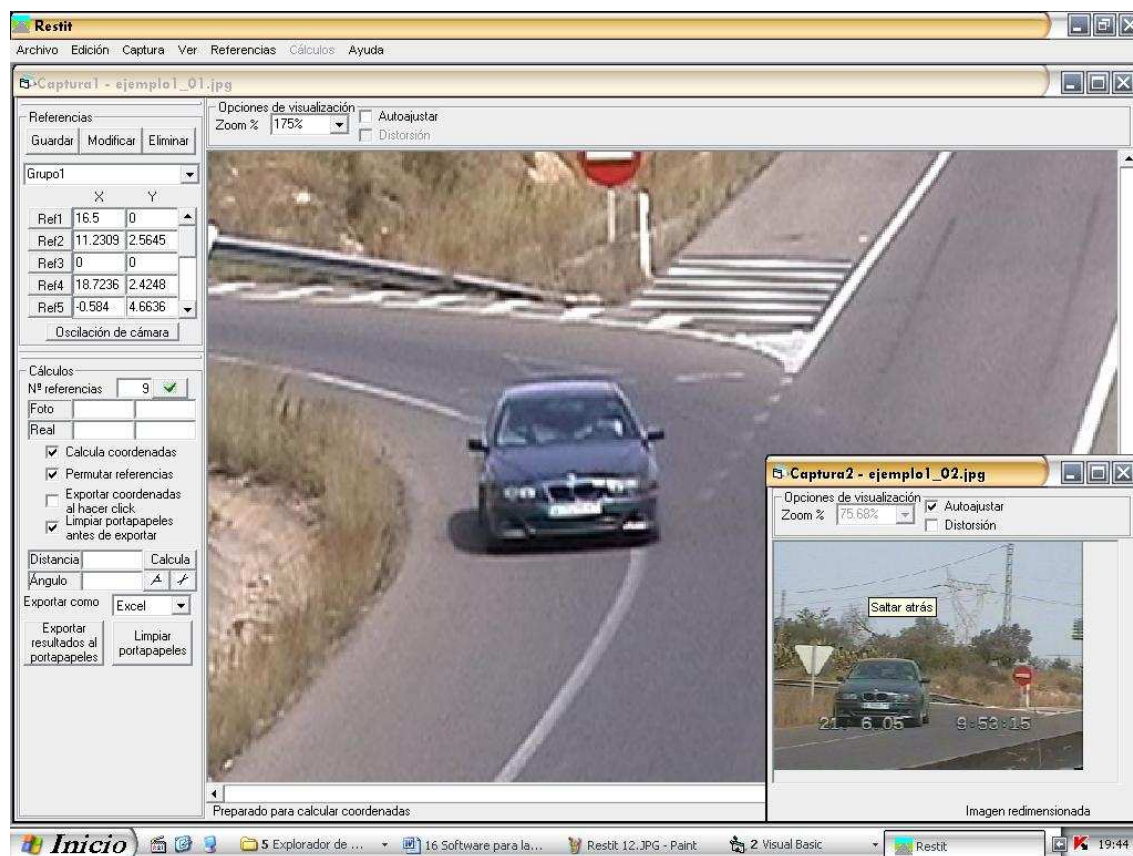 Restit
Archivo Edición Captura Ver Referencias Cálculos Ayuda
Captura1 - ejemplo1_01.jpg
Referencias
Guardar Modificar Eliminar
Grupo1
X Y
Ref1 16.5 0
Ref2 11.2309 2.5645
Ref3 0 0
Ref4 18.7236 2.4248
Ref5 -0.584 4.6636
Oscilación de cámara
Cálculos
Nº referencias 9
Foto
Real
Calcula coordenadas
Permutar referencias
Exportar coordenadas
al hacer click
Limpiar portapapeles
antes de exportar
Distancia Calcula
Ángulo
Exportar como Excel
Exportar
resultados al
portapapeles
Limpiar
portapapeles
Opciones de visualización
Zoom % 175%
Autoajustar
Distorsión
Preparado para calcular coordenadas
Captura2 - ejemplo1_02.jpg
Opciones de visualización
Zoom % 75.68%
Autoajustar
Distorsión
Saltar atrás
21. 6.05 9:53:15
Imagen redimensionada
Inicio 5 Explorador de ... 16 Software para la... Restit 12.JPG - Paint 2 Visual Basic Restit 19:44